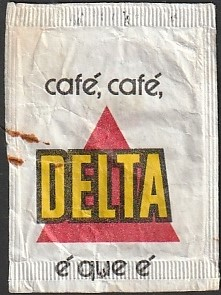 café, café,
DELTA
é que é